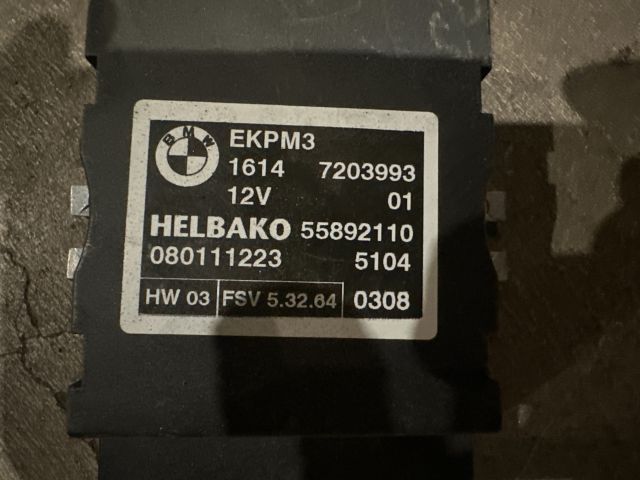 BMW
EKPM3
1614 7203993
12V 01
HELBAKO 55892110
080111223 5104
HW 03 FSV 5.32.64 0308